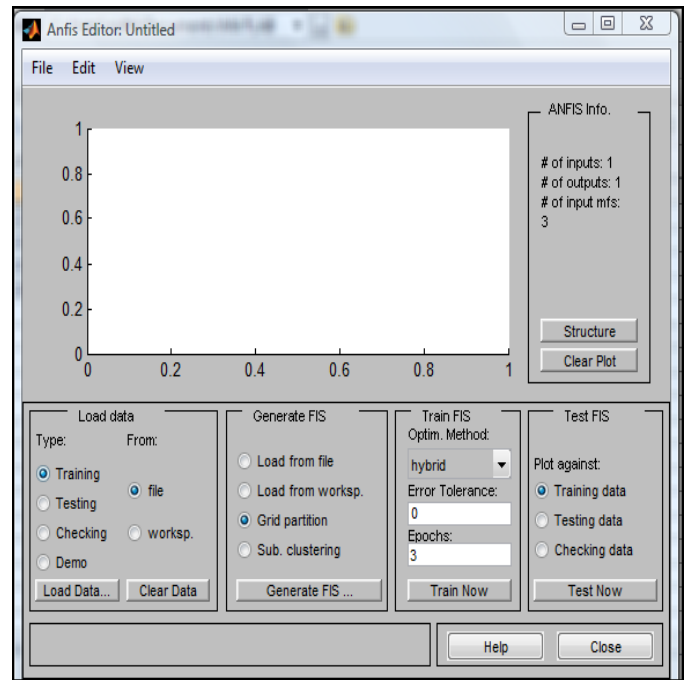 Anfis Editor: Untitled
File Edit View
1
0.8
0.6
0.4
0.2
0
0 0.2 0.4 0.6 0.8 1
ANFIS Info.
# of inputs: 1
# of outputs: 1
# of input mfs:
3
Structure
Clear Plot
Load data
Type: From:
Training
Testing
Checking
Demo
file
worksp.
Load Data... Clear Data
Generate FIS
Load from file
Load from worksp.
Grid partition
Sub. clustering
Generate FIS ...
Train FIS
Optim. Method:
hybrid
Error Tolerance:
0
Epochs:
3
Train Now
Test FIS
Plot against:
Training data
Testing data
Checking data
Test Now
Help Close